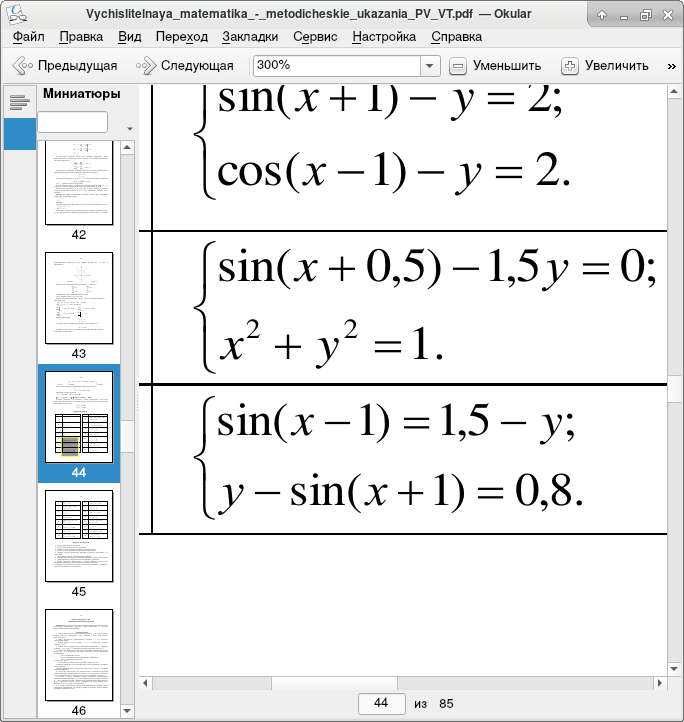 Vychislitelnaya_matematika_-_metodicheskie_ukazania_PV_VT.pdf — Okular
Файл Правка Вид Переход Закладки Сервис Настройка Справка
Предыдущая Следующая 300% Уменьшить Увеличить »
Миниатюры
42
43
44
45
46
sin(x + 1) − y = 2;
cos(x − 1) − y = 2.
sin(x + 0,5) − 1,5y = 0;
x² + y² = 1.
sin(x − 1) = 1,5 − y;
y − sin(x + 1) = 0,8.
44 из 85